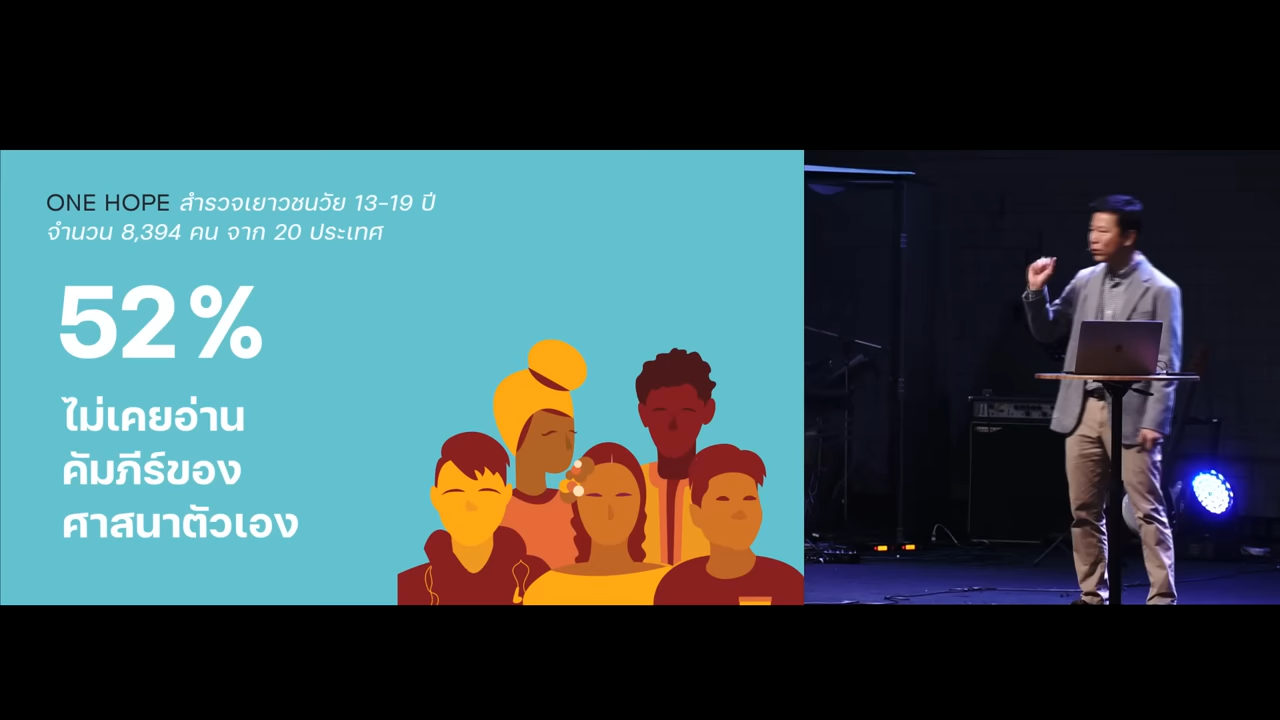 ONE HOPE สำรวจเยาวชนวัย 13-19 ปี
จำนวน 8,394 คน จาก 20 ประเทศ
52%
ไม่เคยอ่าน
คัมภีร์ของ
ศาสนาตัวเอง